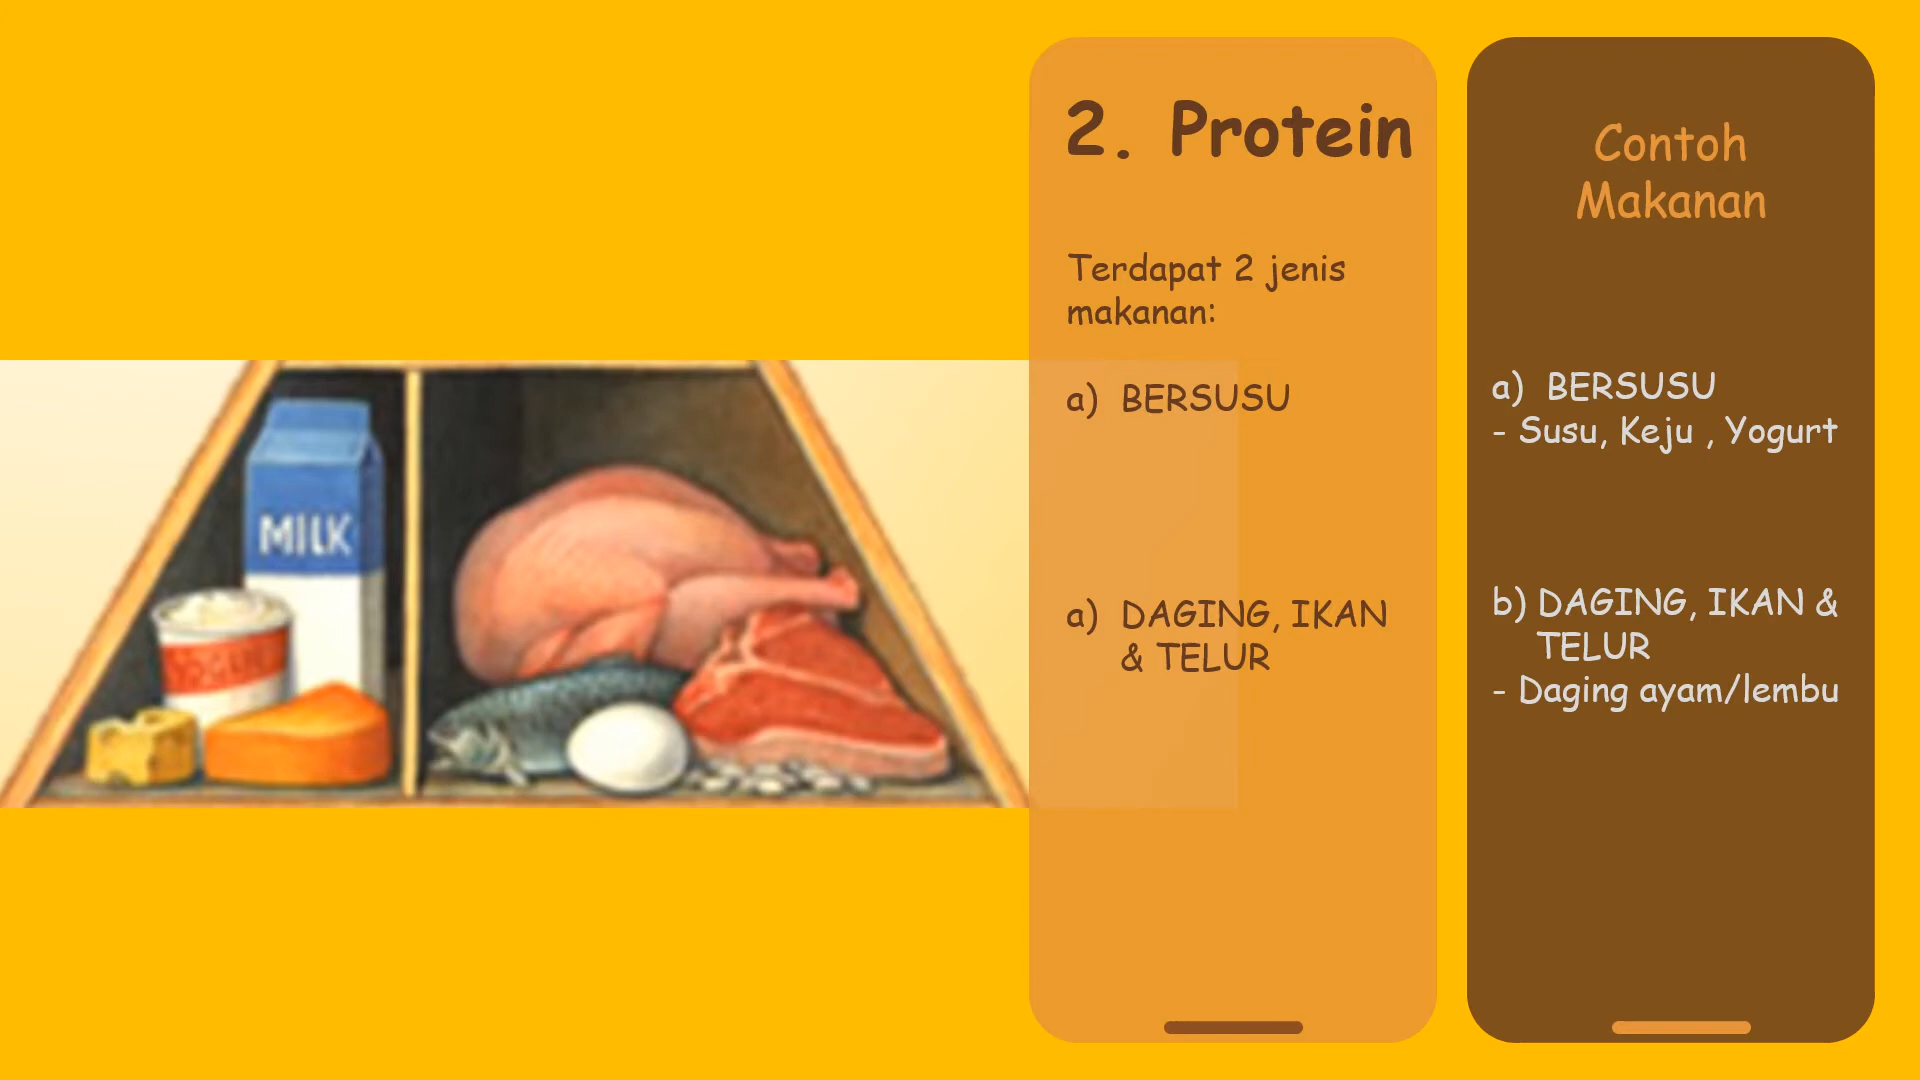 2. Protein
Terdapat 2 jenis
makanan:
a) BERSUSU
a) DAGING, IKAN
& TELUR
Contoh
Makanan
a) BERSUSU
- Susu, Keju , Yogurt
b) DAGING, IKAN &
TELUR
- Daging ayam/lembu
MILK
YOGURT